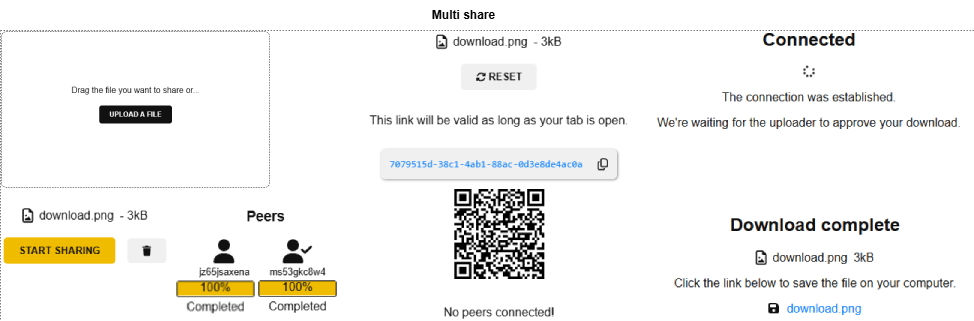 Multi share
Drag the file you want to share or...
UPLOAD A FILE
download.png - 3kB
START SHARING
Peers
jz65jsaxena
100%
Completed
ms53gkc8w4
100%
Completed
download.png - 3kB
RESET
This link will be valid as long as your tab is open.
7079515d-38c1-4ab1-88ac-0d3e8de4ac0a
No peers connected!
Connected
The connection was established.
We're waiting for the uploader to approve your download.
Download complete
download.png 3kB
Click the link below to save the file on your computer.
download.png